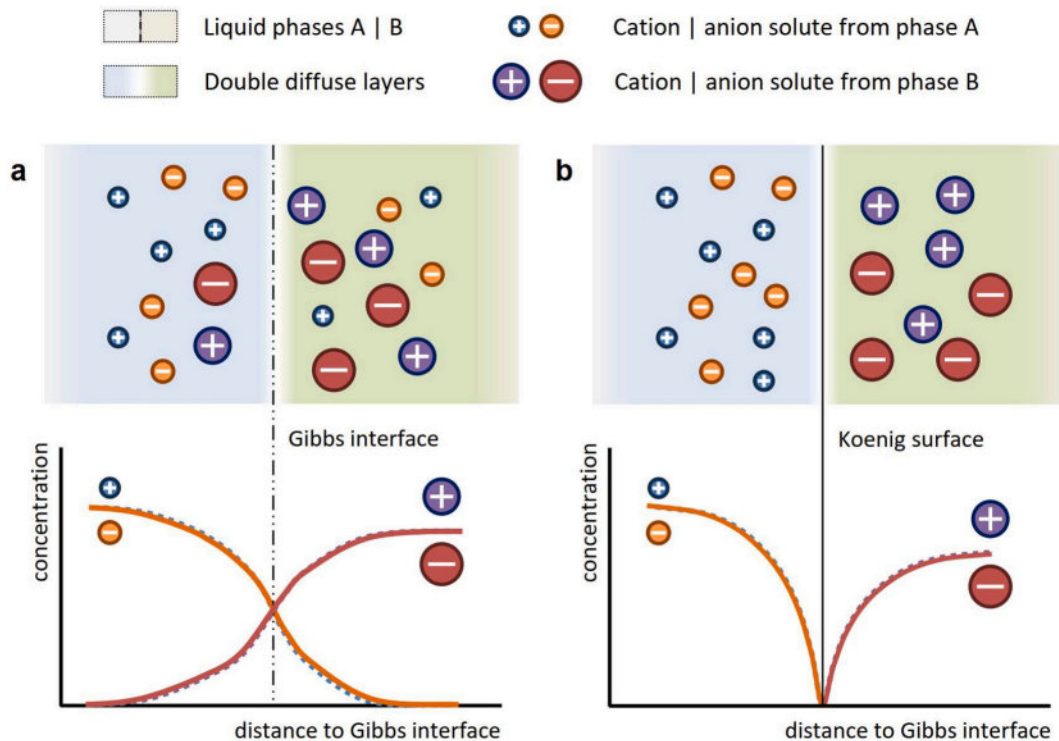 Liquid phases A | B
Cation | anion solute from phase A
Double diffuse layers
Cation | anion solute from phase B
a
b
Gibbs interface
Koenig surface
concentration
concentration
distance to Gibbs interface
distance to Gibbs interface